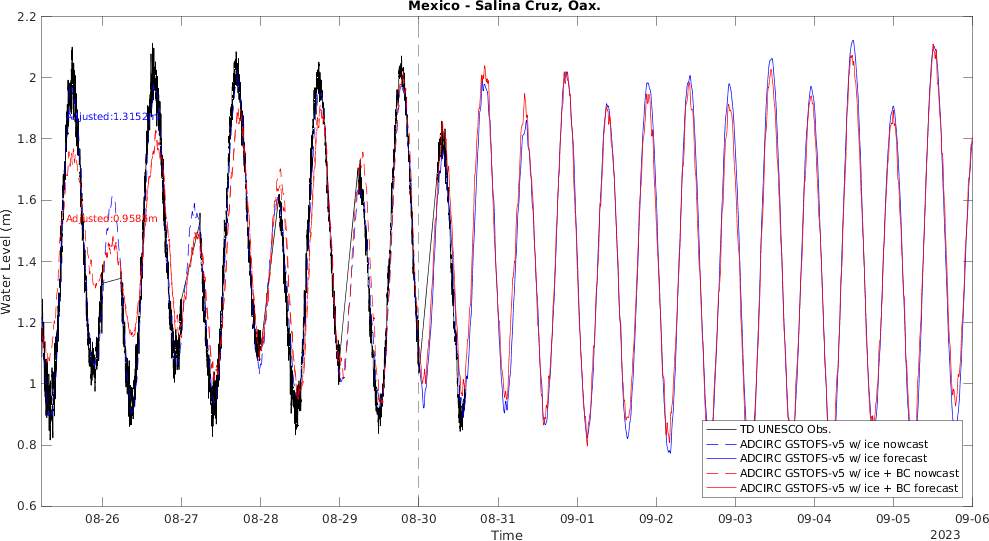 Mexico - Salina Cruz, Oax.
2.2
2
1.8
1.6
1.4
1.2
1
0.8
0.6
Water Level (m)
Adjusted:1.3152m
Adjusted:0.958
TD UNESCO Obs.
ADCIRC GSTOFS-v5 w/ ice nowcast
ADCIRC GSTOFS-v5 w/ ice forecast
ADCIRC GSTOFS-v5 w/ ice + BC nowcast
ADCIRC GSTOFS-v5 w/ ice + BC forecast
08-26 08-27 08-28 08-29 08-30 08-31 09-01 09-02 09-03 09-04 09-05 09-06
Time
2023